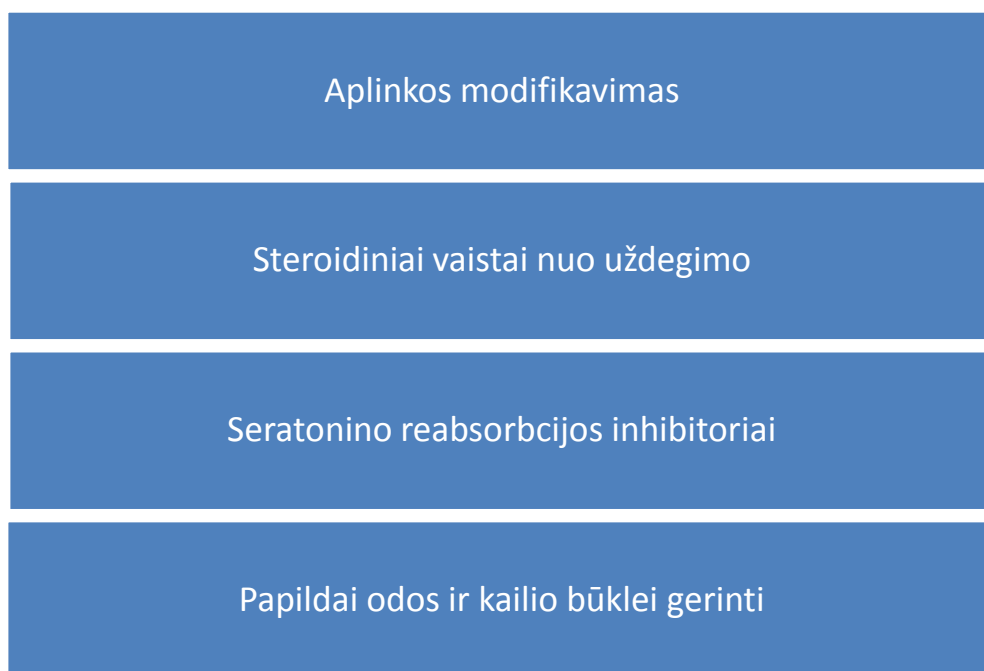 Aplinkos modifikavimas
Steroidiniai vaistai nuo uždegimo
Seratonino reabsorbcijos inhibitoriai
Papildai odos ir kailio būklei gerinti